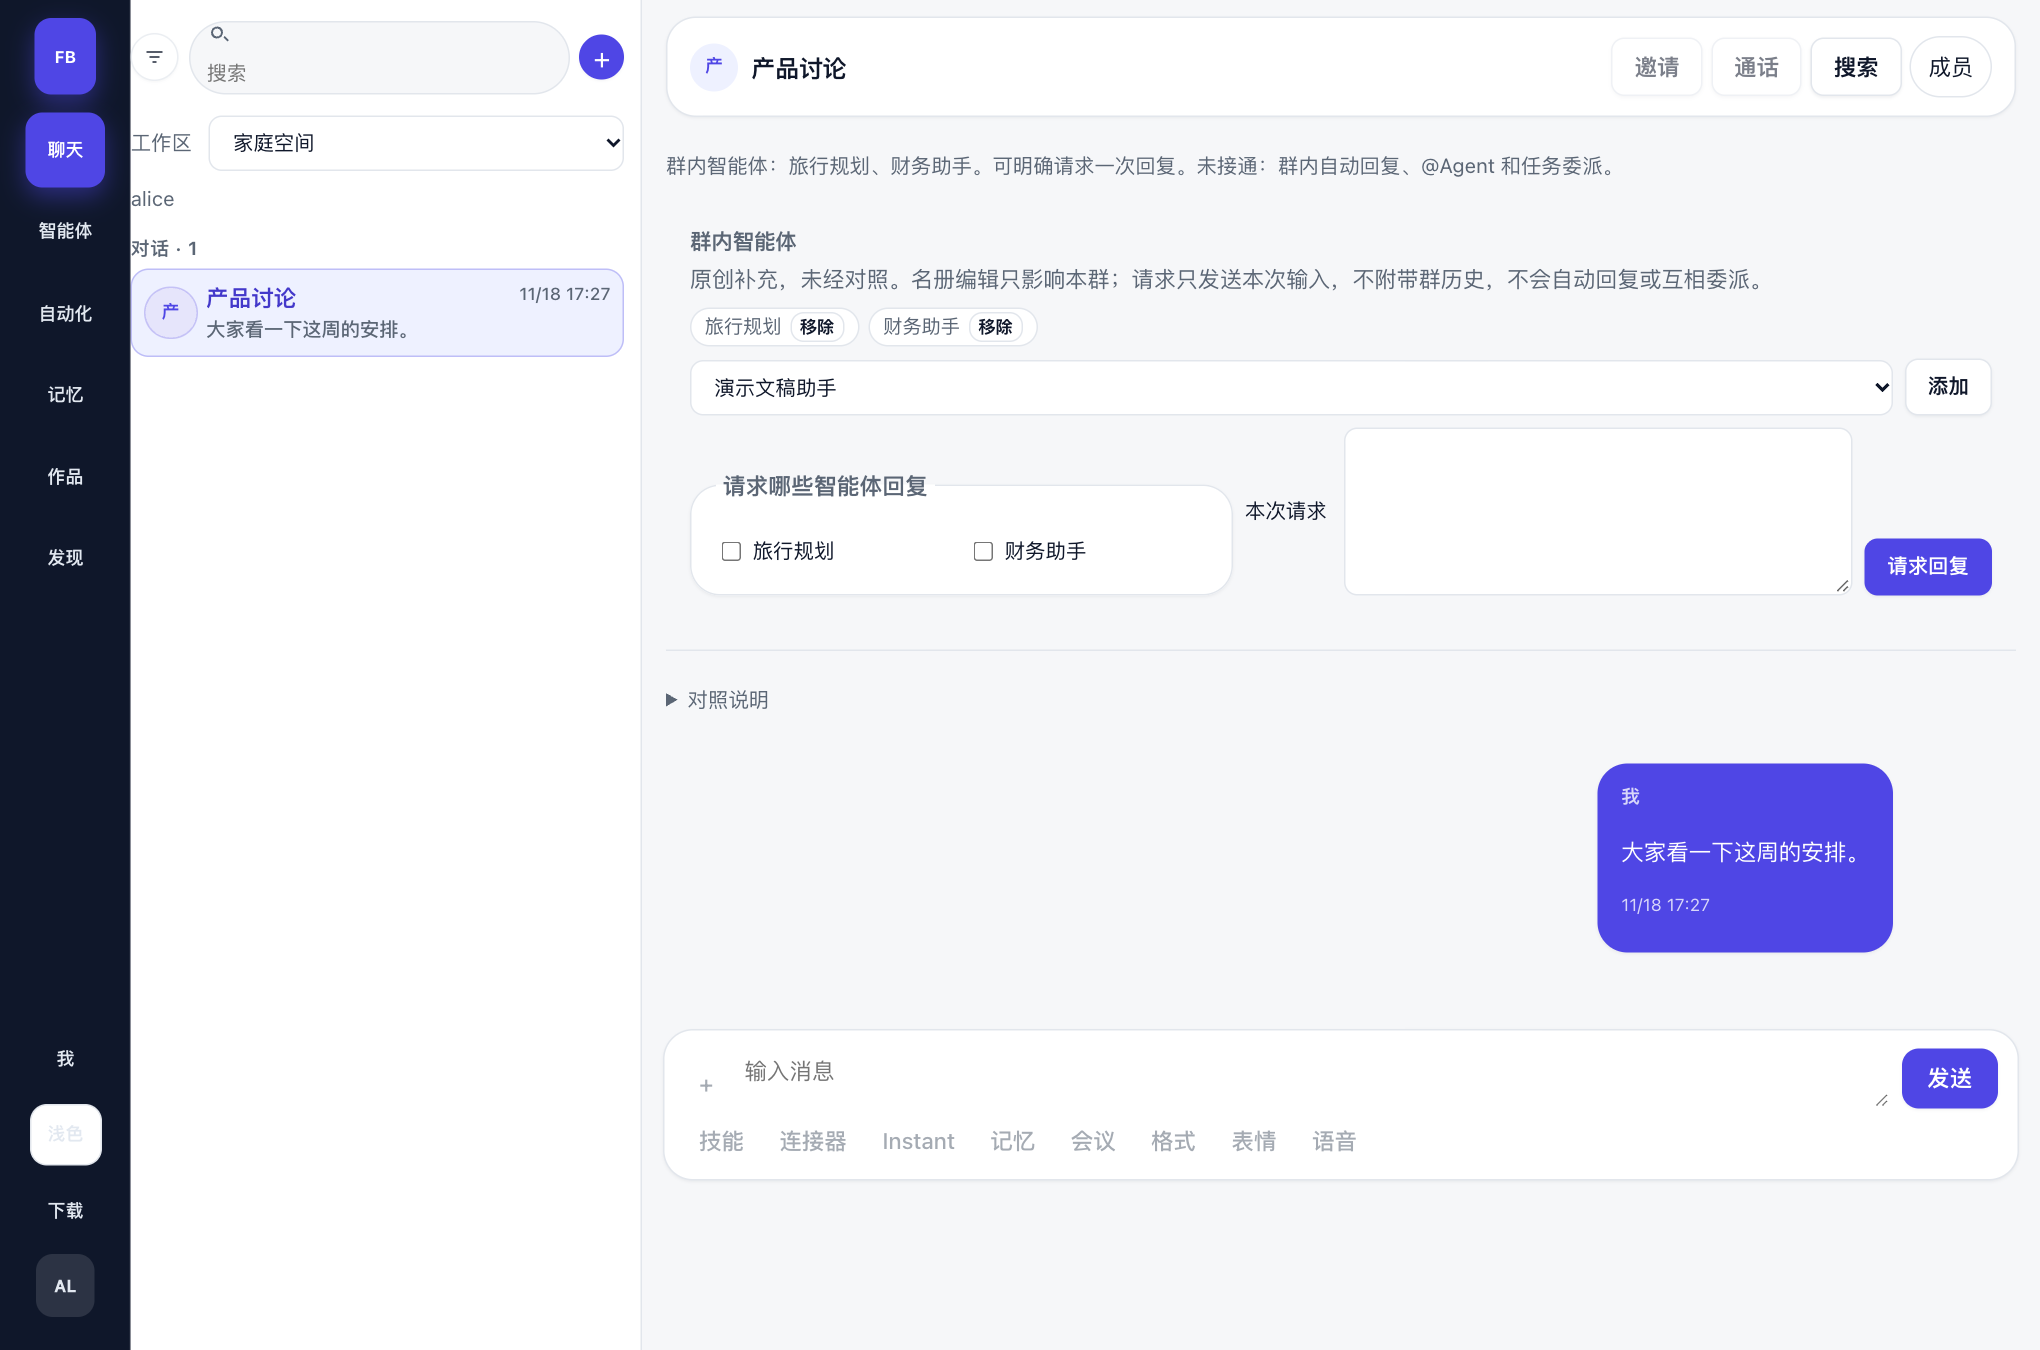 FB
聊天
智能体
自动化
记忆
作品
发现
我
浅色
下载
AL
搜索
+
工作区
家庭空间
alice
对话 · 1
产
产品讨论
11/18 17:27
大家看一下这周的安排。
产
产品讨论
邀请
通话
搜索
成员
群内智能体：旅行规划、财务助手。可明确请求一次回复。未接通：群内自动回复、@Agent 和任务委派。
群内智能体
原创补充，未经对照。名册编辑只影响本群；请求只发送本次输入，不附带群历史，不会自动回复或互相委派。
旅行规划 移除 财务助手 移除
演示文稿助手
添加
请求哪些智能体回复
旅行规划 财务助手
本次请求
请求回复
对照说明
我
大家看一下这周的安排。
11/18 17:27
+
输入消息
发送
技能 连接器 Instant 记忆 会议 格式 表情 语音